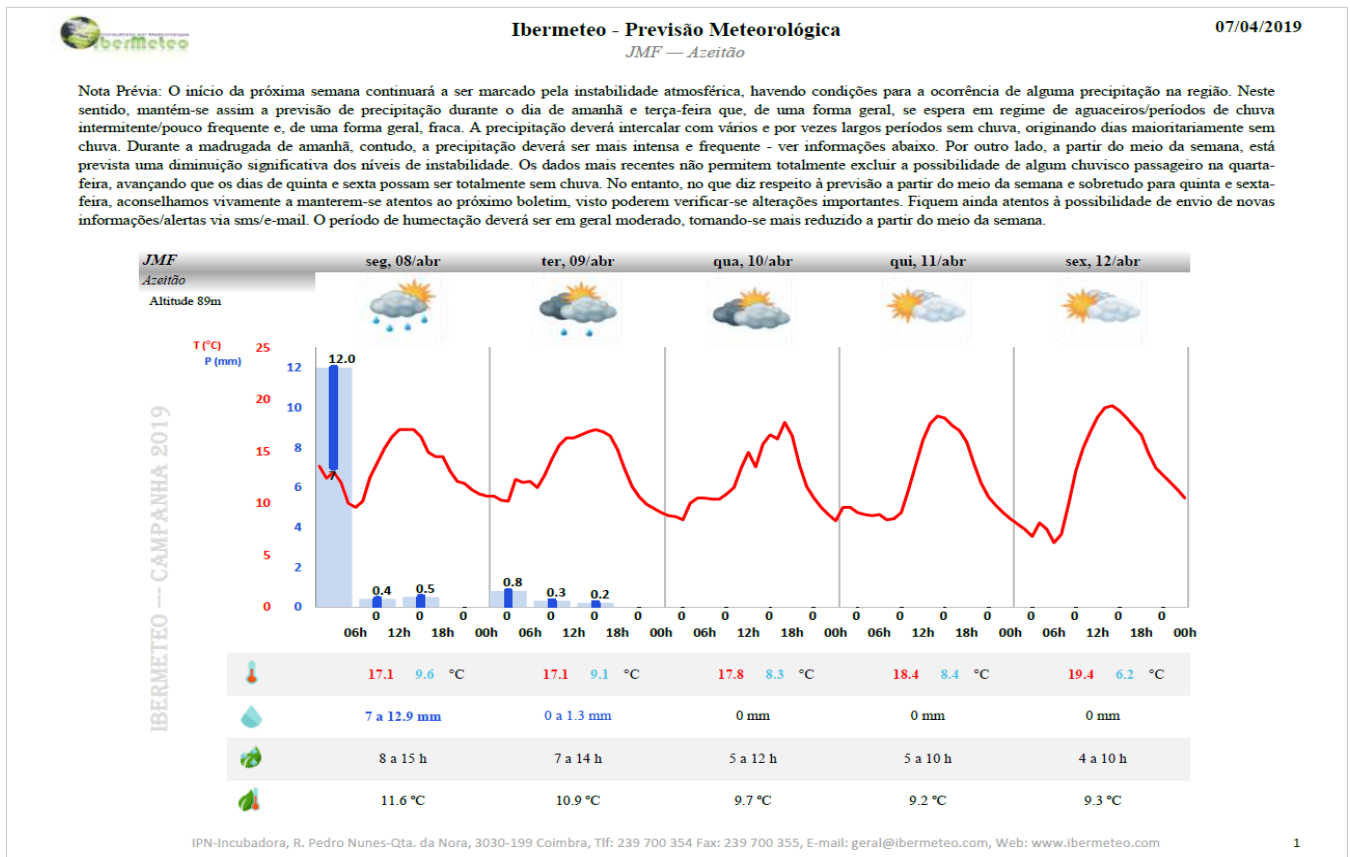 IberMeteo
Ibermeteo - Previsão Meteorológica
07/04/2019
JMF — Azeitão
Nota Prévia: O início da próxima semana continuará a ser marcado pela instabilidade atmosférica, havendo condições para a ocorrência de alguma precipitação na região. Neste
sentido, mantém-se assim a previsão de precipitação durante o dia de amanhã e terça-feira que, de uma forma geral, se espera em regime de aguaceiros/períodos de chuva
intermitente/pouco frequente e, de uma forma geral, fraca. A precipitação deverá intercalar com vários e por vezes largos períodos sem chuva, originando dias maioritariamente sem
chuva. Durante a madrugada de amanhã, contudo, a precipitação deverá ser mais intensa e frequente - ver informações abaixo. Por outro lado, a partir do meio da semana, está
prevista uma diminuição significativa dos níveis de instabilidade. Os dados mais recentes não permitem totalmente excluir a possibilidade de algum chuvisco passageiro na quarta-
feira, avançando que os dias de quinta e sexta possam ser totalmente sem chuva. No entanto, no que diz respeito à previsão a partir do meio da semana e sobretudo para quinta e sexta-
feira, aconselhamos vivamente a manterem-se atentos ao próximo boletim, visto poderem verificar-se alterações importantes. Fiquem ainda atentos à possibilidade de envio de novas
informações/alertas via sms/e-mail. O período de humectação deverá ser em geral moderado, tornando-se mais reduzido a partir do meio da semana.
JMF seg, 08/abr ter, 09/abr qua, 10/abr qui, 11/abr sex, 12/abr
Azeitão
Altitude 89m
T (°C)
P (mm)
25
20
15
10
5
0
12
10
8
6
4
2
0
12.0
7
0.4 0.5 - 0.8 0.3 0.2 - - - - - - - - - - - - -
0 0 0 0 0 0 0 0 0 0 0 0 0 0 0 0 0 0 0
06h 12h 18h 00h 06h 12h 18h 00h 06h 12h 18h 00h 06h 12h 18h 00h 06h 12h 18h 00h
IBERMETEO --- CAMPANHA 2019
17.1 9.6 °C 17.1 9.1 °C 17.8 8.3 °C 18.4 8.4 °C 19.4 6.2 °C
7 a 12.9 mm 0 a 1.3 mm 0 mm 0 mm 0 mm
8 a 15 h 7 a 14 h 5 a 12 h 5 a 10 h 4 a 10 h
11.6 °C 10.9 °C 9.7 °C 9.2 °C 9.3 °C
IPN-Incubadora, R. Pedro Nunes-Qta. da Nora, 3030-199 Coimbra, Tlf: 239 700 354 Fax: 239 700 355, E-mail: geral@ibermeteo.com, Web: www.ibermeteo.com
1